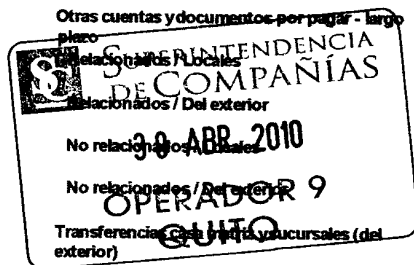 Otras cuentas y documentos por pagar - largo
plazo
Relacionados / Locales
SUPERINTENDENCIA
DE COMPAÑÍAS
Relacionados / Del exterior
No relacionados / Locales
30 ABR. 2010
No relacionados / Del exterior
OPERADOR 9
QUITO
Transferencias casa matriz y sucursales (del
exterior)